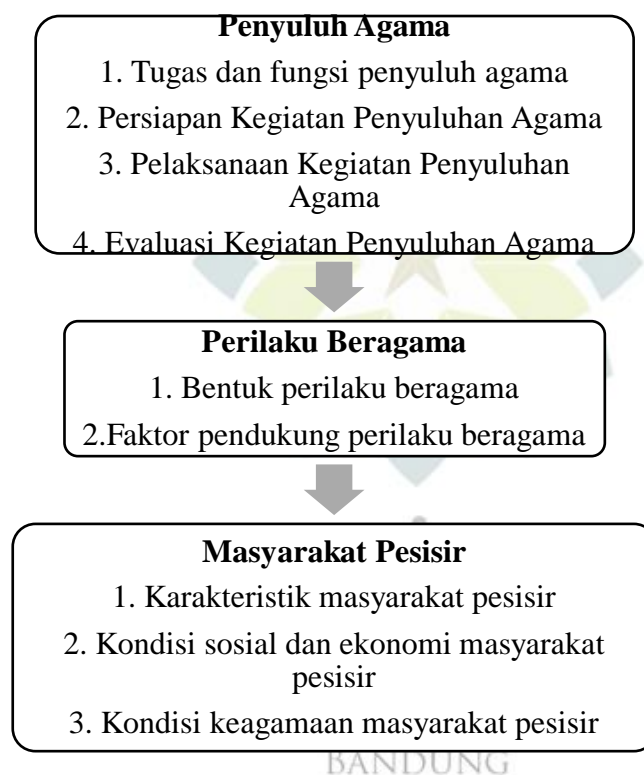 Penyuluh Agama
1. Tugas dan fungsi penyuluh agama
2. Persiapan Kegiatan Penyuluhan Agama
3. Pelaksanaan Kegiatan Penyuluhan
Agama
4. Evaluasi Kegiatan Penyuluhan Agama
Perilaku Beragama
1. Bentuk perilaku beragama
2.Faktor pendukung perilaku beragama
Masyarakat Pesisir
1. Karakteristik masyarakat pesisir
2. Kondisi sosial dan ekonomi masyarakat
pesisir
3. Kondisi keagamaan masyarakat pesisir
BANDUNG